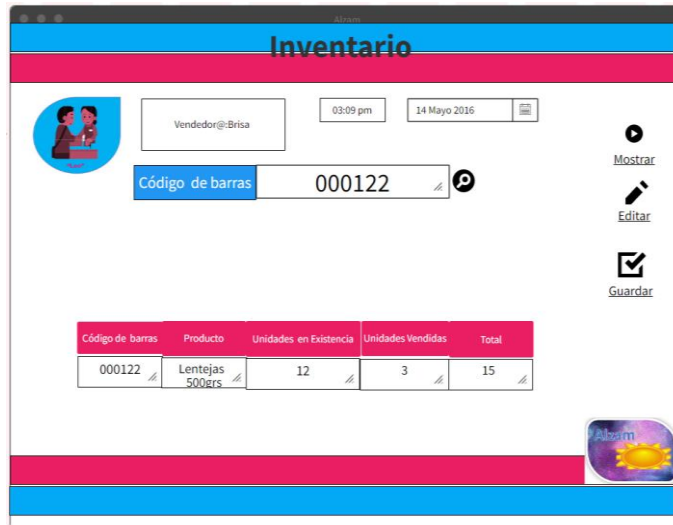 Alzam
Inventario
Vendedor@:Brisa
03:09 pm
14 Mayo 2016
Mostrar
Código de barras
000122
Editar
Guardar
Código de barras
Producto
Unidades en Existencia
Unidades Vendidas
Total
000122
Lentejas
500grs
12
3
15
Alzam